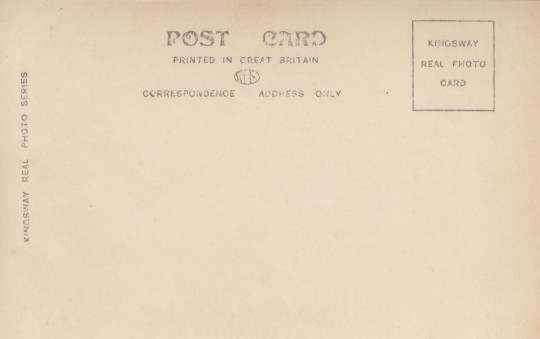 POST CARD
PRINTED IN GREAT BRITAIN
CORRESPONDENCE ADDRESS ONLY
KINGSWAY
REAL PHOTO
CARD
KINGSWAY REAL PHOTO SERIES